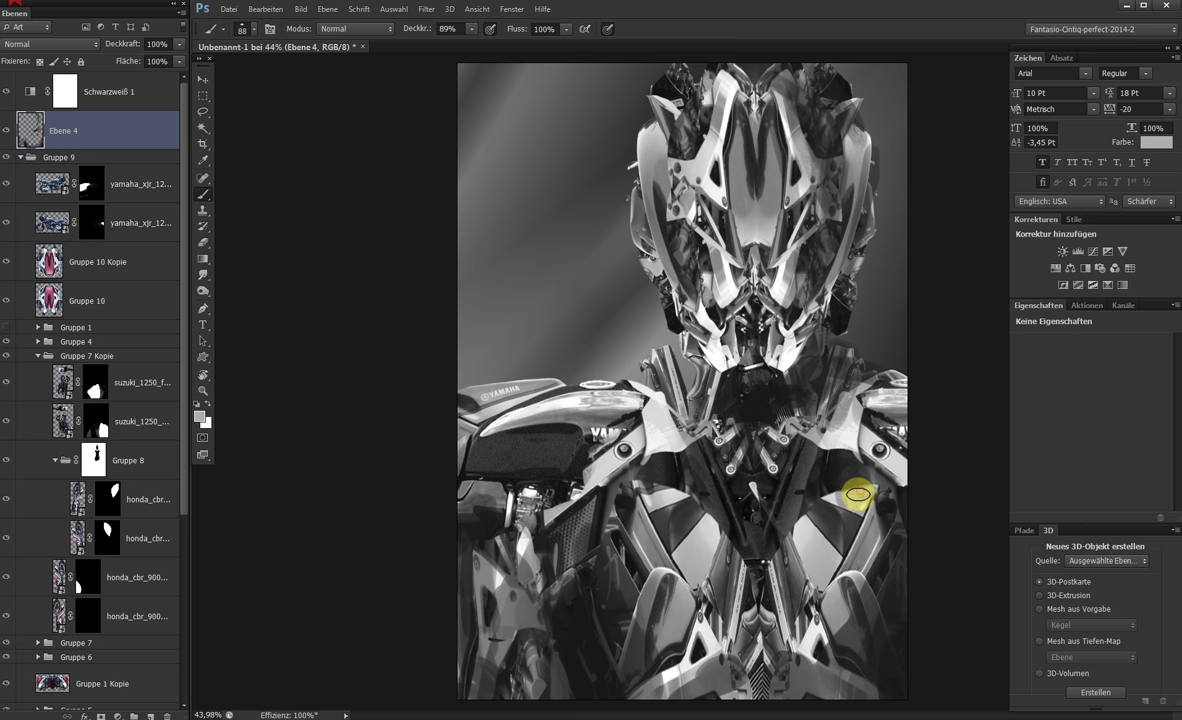 Ebenen
Art
Normal
Deckkraft: 100%
Fixieren:
Fläche: 100%
Schwarzweiß 1
Ebene 4
Gruppe 9
yamaha_xjr_12...
yamaha_xjr_12...
Gruppe 10 Kopie
Gruppe 10
Gruppe 1
Gruppe 4
Gruppe 7 Kopie
suzuki_1250_f...
suzuki_1250_...
Gruppe 8
honda_cbr...
honda_cbr...
honda_cbr_900...
honda_cbr_900...
Gruppe 7
Gruppe 6
Gruppe 1 Kopie
Ps Datei Bearbeiten Bild Ebene Schrift Auswahl Filter 3D Ansicht Fenster Hilfe
88
Modus: Normal
Deckkr.: 89%
Fluss: 100%
Fantasio-Cintiq-perfect-2014-2
Unbenannt-1 bei 44% (Ebene 4, RGB/8) * ×
YAMAHA
43,98%
Effizienz: 100%*
Zeichen Absatz
Arial Regular
10 Pt 18 Pt
Metrisch -20
100% 100%
-3,45 Pt Farbe:
Englisch: USA Schärfer
Korrekturen Stile
Korrektur hinzufügen
Eigenschaften Aktionen Kanäle
Keine Eigenschaften
Pfade 3D
Neues 3D-Objekt erstellen
Quelle: Ausgewählte Eben...
3D-Postkarte
3D-Extrusion
Mesh aus Vorgabe
Kegel
Mesh aus Tiefen-Map
Ebene
3D-Volumen
Erstellen